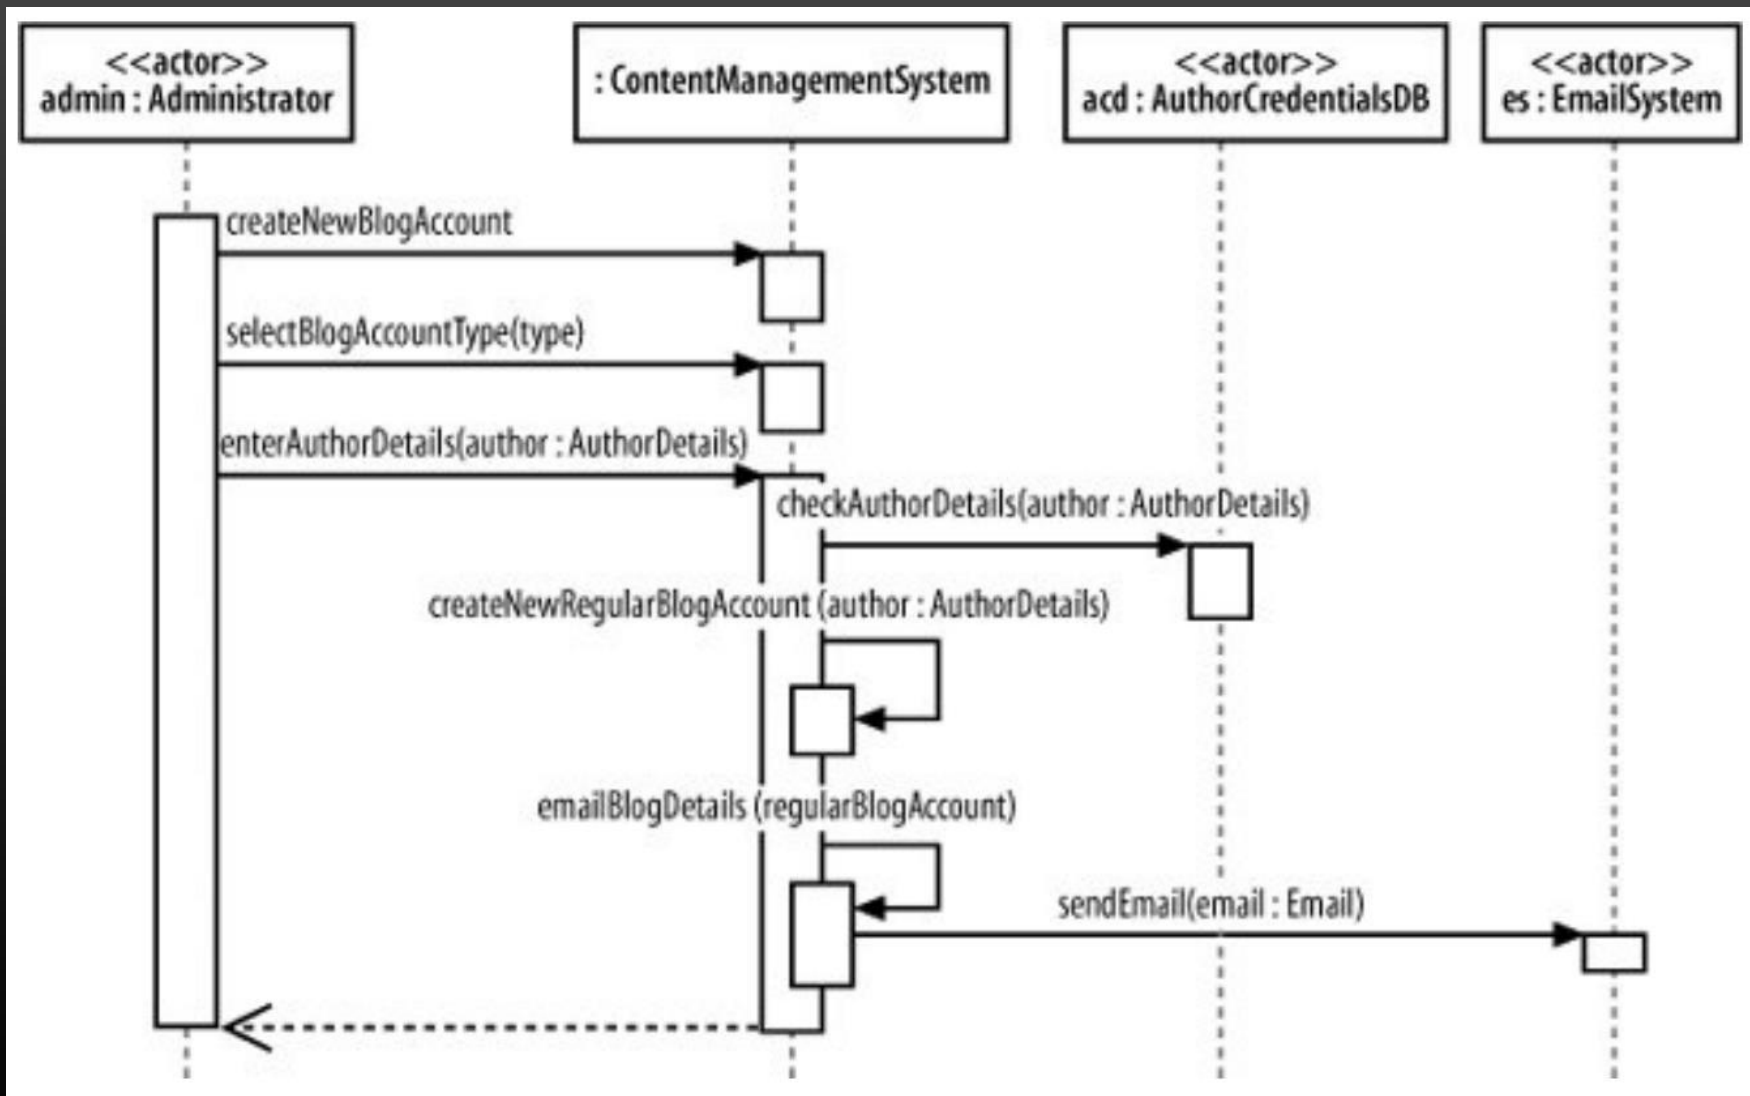 <<actor>>
admin : Administrator
: ContentManagementSystem
<<actor>>
acd : AuthorCredentialsDB
<<actor>>
es : EmailSystem
createNewBlogAccount
selectBlogAccountType(type)
enterAuthorDetails(author : AuthorDetails)
checkAuthorDetails(author : AuthorDetails)
createNewRegularBlogAccount (author : AuthorDetails)
emailBlogDetails (regularBlogAccount)
sendEmail(email : Email)